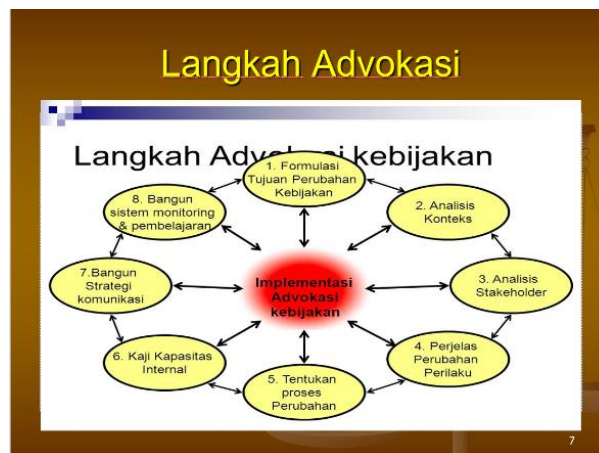 Langkah Advokasi
Langkah Advokasi kebijakan
1. Formulasi
Tujuan Perubahan
Kebijakan
2. Analisis
Konteks
3. Analisis
Stakeholder
4. Perjelas
Perubahan
Perilaku
5. Tentukan
proses
Perubahan
6. Kaji Kapasitas
Internal
7.Bangun
Strategi
komunikasi
8. Bangun
sistem monitoring
& pembelajaran
Implementasi
Advokasi
kebijakan
7